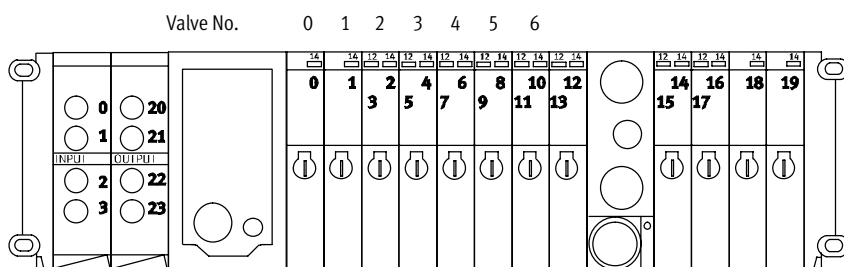 Valve No. 0 1 2 3 4 5 6
14 14 12 14 12 14 12 14 12 14 12 14 12 14 12 14 12 14 14 14
0 20 0 1 2 4 6 8 10 12 14 16 18 19
3 5 7 9 11 13 15 17
1 21
INPUT OUTPUT
2 22
3 23